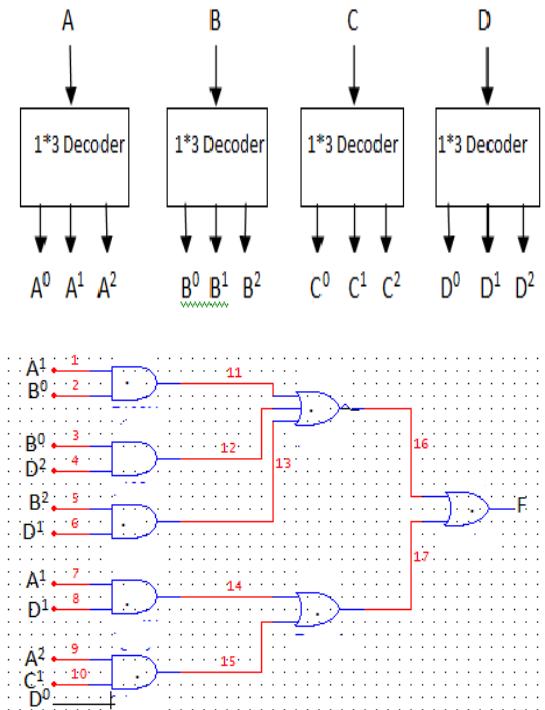 A B C D
1*3 Decoder 1*3 Decoder 1*3 Decoder 1*3 Decoder
A⁰ A¹ A² B⁰ B¹ B² C⁰ C¹ C² D⁰ D¹ D²
A¹ 1
11
B⁰ 2
B⁰ 3
12
16
D² 4
13
B² 5
F
D¹ 6
17
A¹ 7
14
D¹ 8
A² 9
15
C¹ 10
D⁰